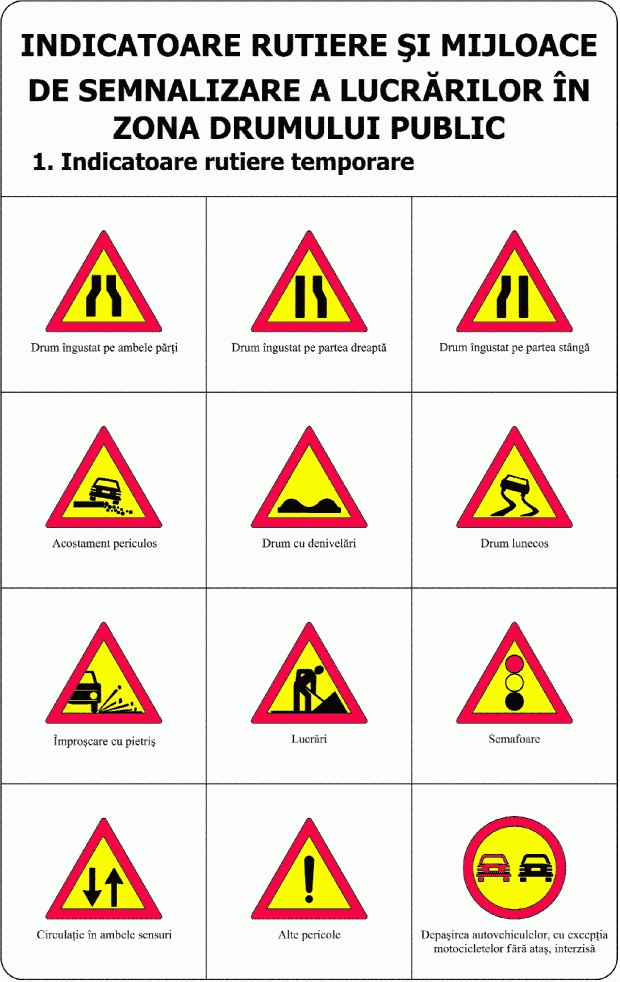 INDICATOARE RUTIERE ŞI MIJLOACE
DE SEMNALIZARE A LUCRĂRILOR ÎN
ZONA DRUMULUI PUBLIC
1. Indicatoare rutiere temporare
Drum îngustat pe ambele părţi
Drum îngustat pe partea dreaptă
Drum îngustat pe partea stângă
Acostament periculos
Drum cu denivelări
Drum lunecos
Împroşcare cu pietriş
Lucrări
Semafoare
Circulaţie în ambele sensuri
Alte pericole
Depaşirea autovehiculelor, cu excepţia
motocicletelor fără ataş, interzisă